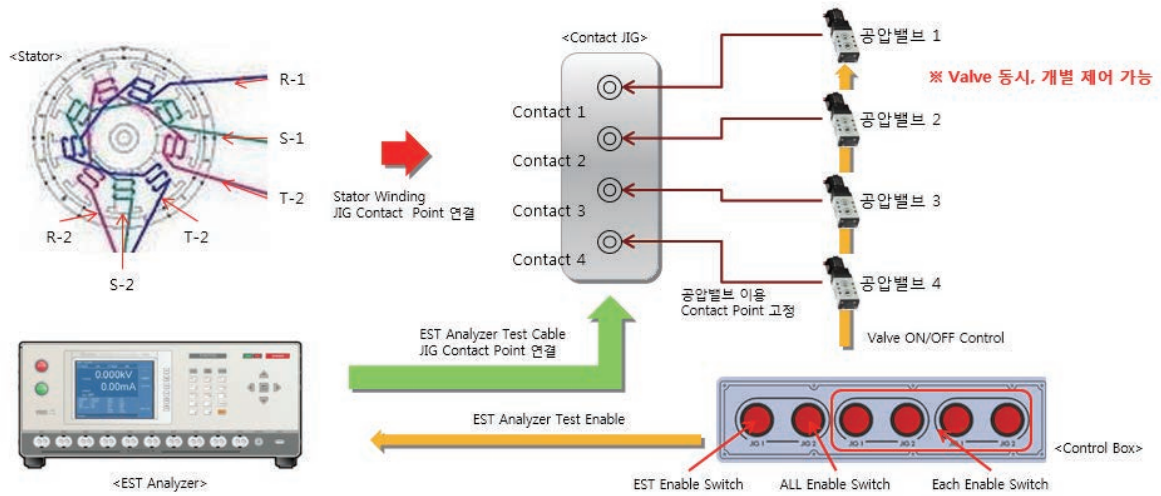 <Stator>
R-1
S-1
T-2
R-2
T-2
S-2
Stator Winding
JIG Contact Point 연결
<Contact JIG>
Contact 1
Contact 2
Contact 3
Contact 4
공압밸브 1
※ Valve 동시, 개별 제어 가능
공압밸브 2
공압밸브 3
공압밸브 4
공압밸브 이용
Contact Point 고정
Valve ON/OFF Control
EST Analyzer Test Cable
JIG Contact Point 연결
0.000kV
0.00mA
<EST Analyzer>
EST Analyzer Test Enable
JIG 1
JIG 2
JIG 1
JIG 2
JIG 1
JIG 2
<Control Box>
EST Enable Switch
ALL Enable Switch
Each Enable Switch